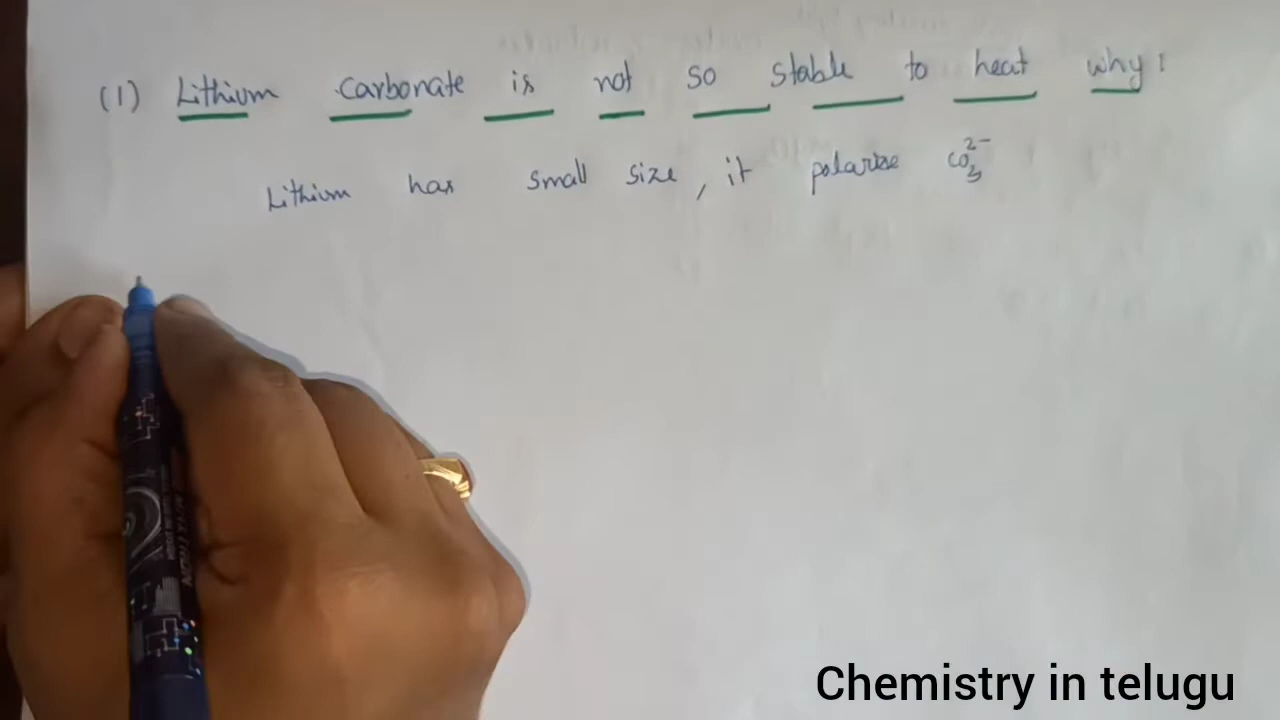 (1) Lithium carbonate is not so stable to heat why?
Lithium has small size, it polarise CO₃²⁻
Chemistry in telugu